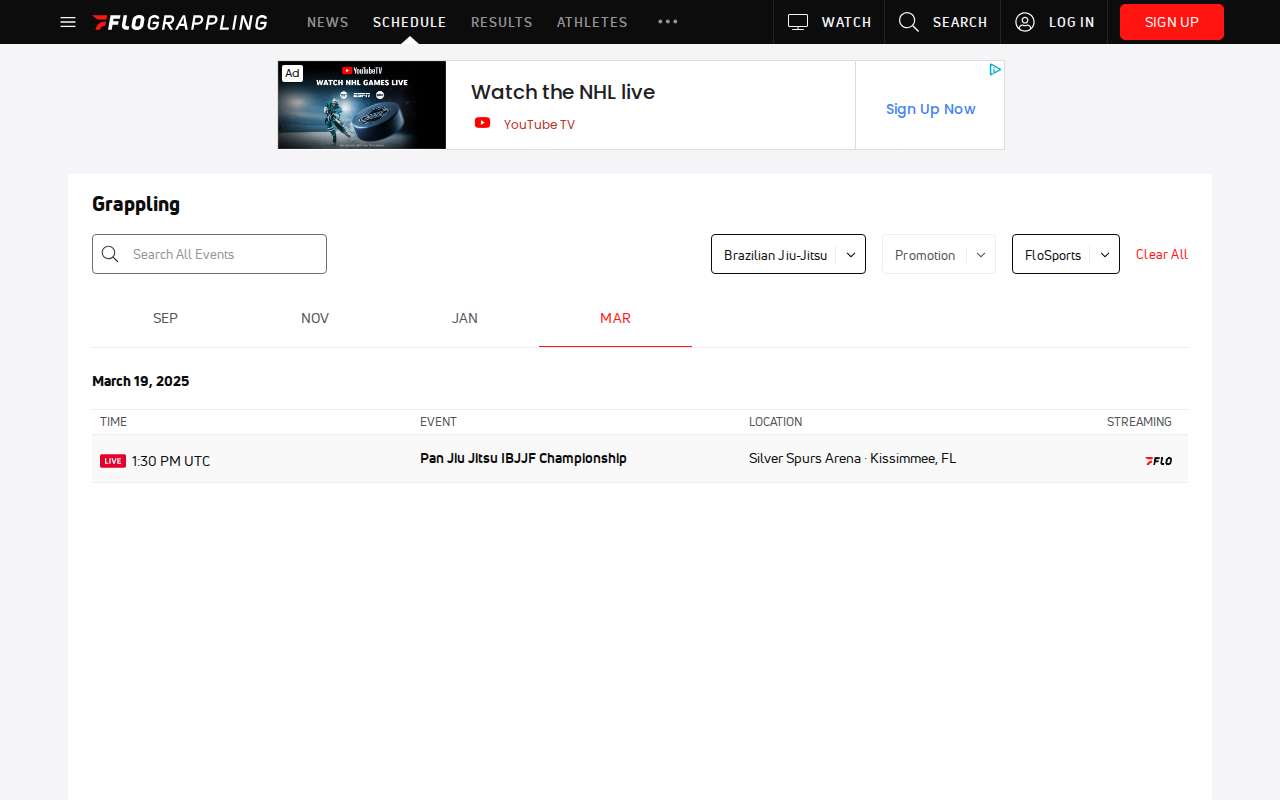 FLOGRAPPLING NEWS SCHEDULE RESULTS ATHLETES WATCH SEARCH LOG IN SIGN UP
Ad
YouTubeTV
WATCH NHL GAMES LIVE
Watch the NHL live
YouTube TV
Sign Up Now
Grappling
Search All Events Brazilian Jiu-Jitsu Promotion FloSports Clear All
SEP NOV JAN MAR
March 19, 2025
TIME EVENT LOCATION STREAMING
LIVE 1:30 PM UTC Pan Jiu Jitsu IBJJF Championship Silver Spurs Arena · Kissimmee, FL FLO